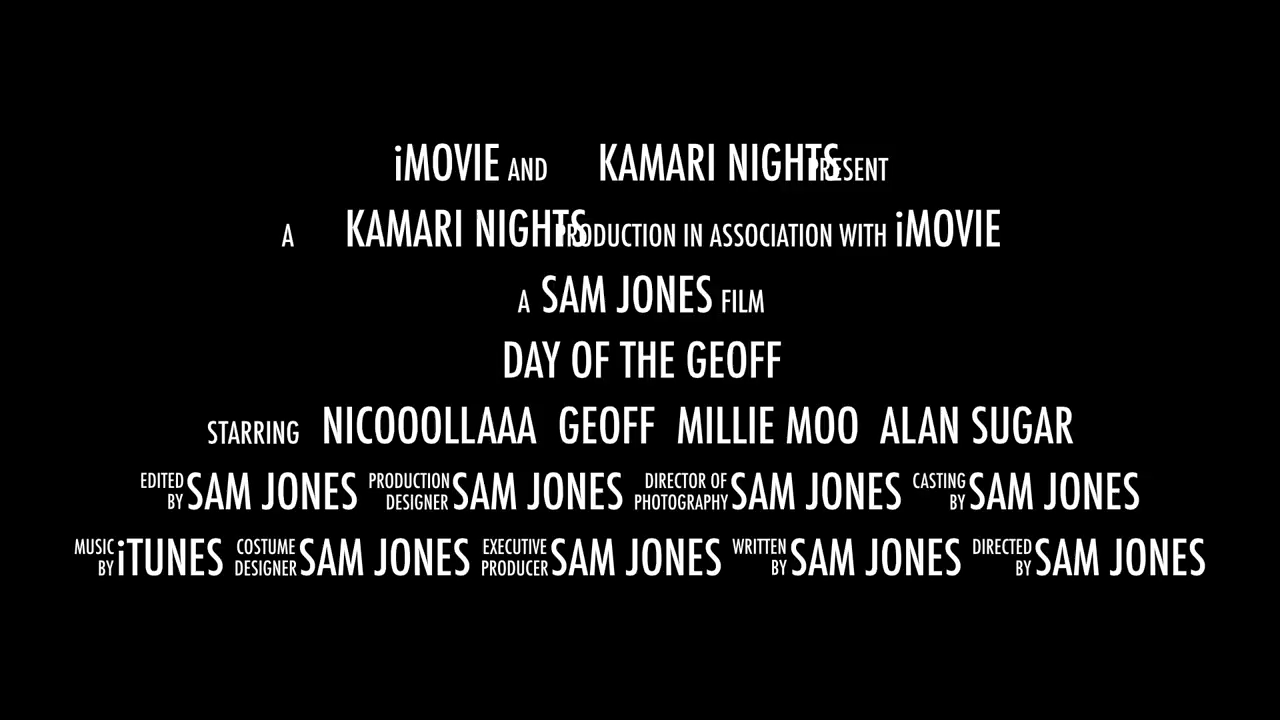 iMOVIE AND KAMARI NIGHTS PRESENT
A KAMARI NIGHTS PRODUCTION IN ASSOCIATION WITH iMOVIE
A SAM JONES FILM
DAY OF THE GEOFF
STARRING NICOOOLLAAA GEOFF MILLIE MOO ALAN SUGAR
EDITED BY SAM JONES PRODUCTION DESIGNER SAM JONES DIRECTOR OF PHOTOGRAPHY SAM JONES CASTING BY SAM JONES
MUSIC BY iTUNES COSTUME DESIGNER SAM JONES EXECUTIVE PRODUCER SAM JONES WRITTEN BY SAM JONES DIRECTED BY SAM JONES